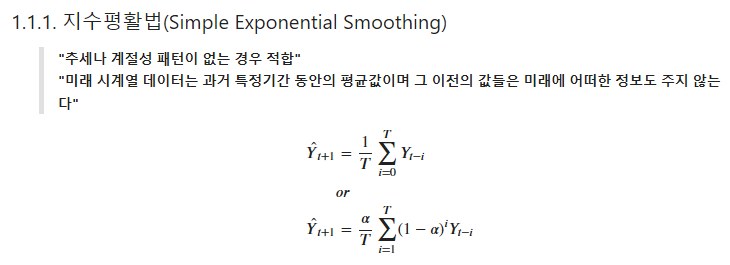 1.1.1. 지수평활법(Simple Exponential Smoothing)
"추세나 계절성 패턴이 없는 경우 적합"
"미래 시계열 데이터는 과거 특정기간 동안의 평균값이며 그 이전의 값들은 미래에 어떠한 정보도 주지 않는
다"
Ŷ_{t+1} = \frac{1}{T} \sum_{i=0}^{T} Y_{t-i}
or
Ŷ_{t+1} = \frac{α}{T} \sum_{i=1}^{T} (1 − α)^i Y_{t-i}